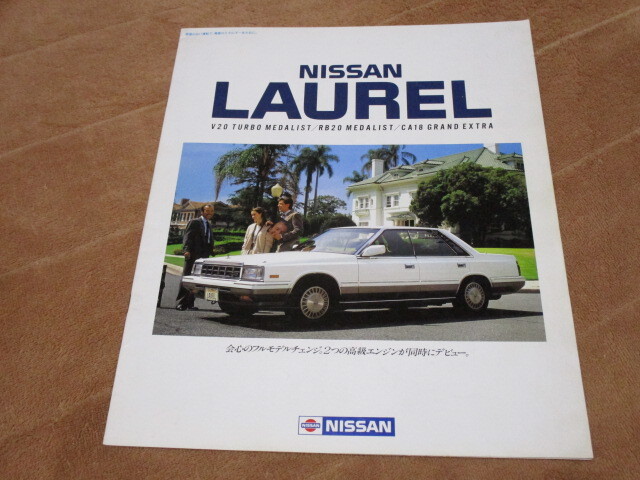 NISSAN
LAUREL
V20 TURBO MEDALIST/RB20 MEDALIST/CA18 GRAND EXTRA
会心のフルモデルチェンジ。2つの高級エンジンが同時にデビュー。
NISSAN NISSAN